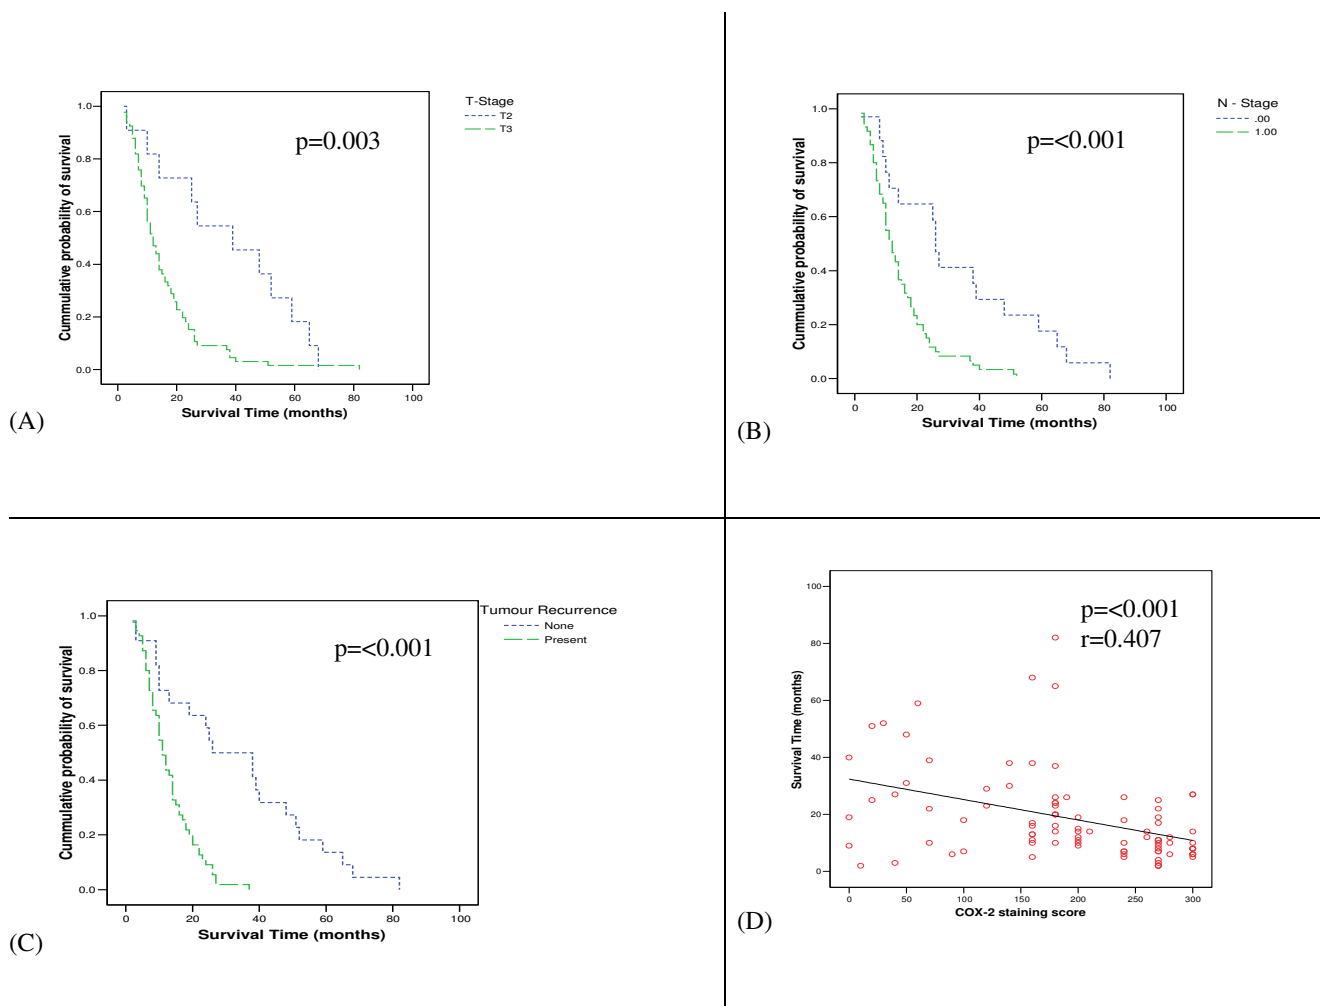 T-Stage
T2
T3
p=0.003
Cummulative probability of survival
1.0
0.8
0.6
0.4
0.2
0.0
0 20 40 60 80 100
Survival Time (months)
(A)
N - Stage
.00
1.00
p=<0.001
Cummulative probability of survival
1.0
0.8
0.6
0.4
0.2
0.0
0 20 40 60 80 100
Survival Time (months)
(B)
Tumour Recurrence
None
Present
p=<0.001
Cummulative probability of survival
1.0
0.8
0.6
0.4
0.2
0.0
0 20 40 60 80 100
Survival Time (months)
(C)
p=<0.001
r=0.407
Survival Time (months)
100
80
60
40
20
0
0 50 100 150 200 250 300
COX-2 staining score
(D)